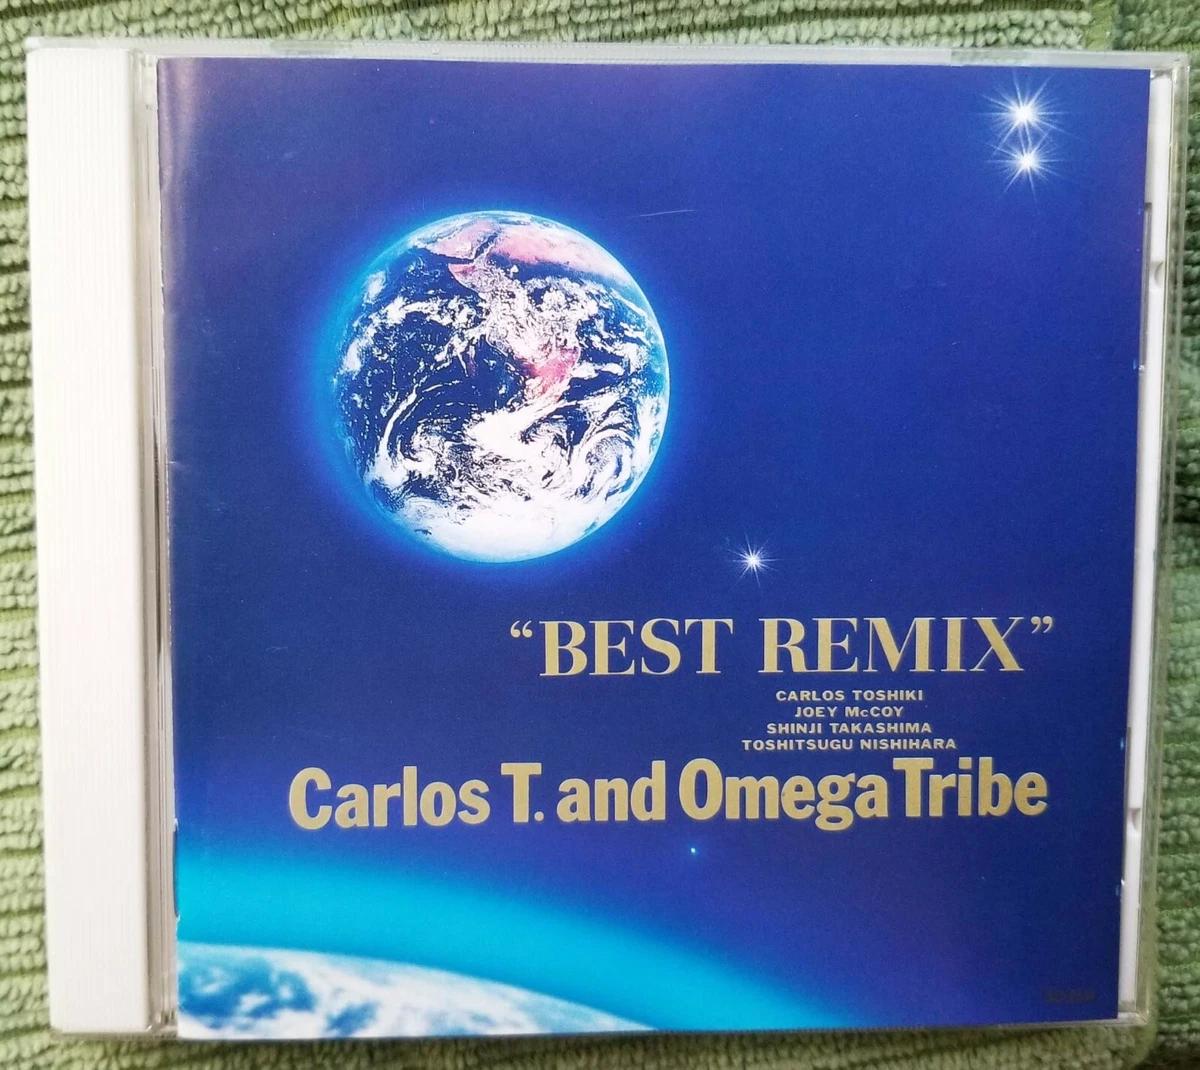 “BEST REMIX”
CARLOS TOSHIKI
JOEY McCOY
SHINJI TAKASHIMA
TOSHITSUGU NISHIHARA
Carlos T. and Omega Tribe